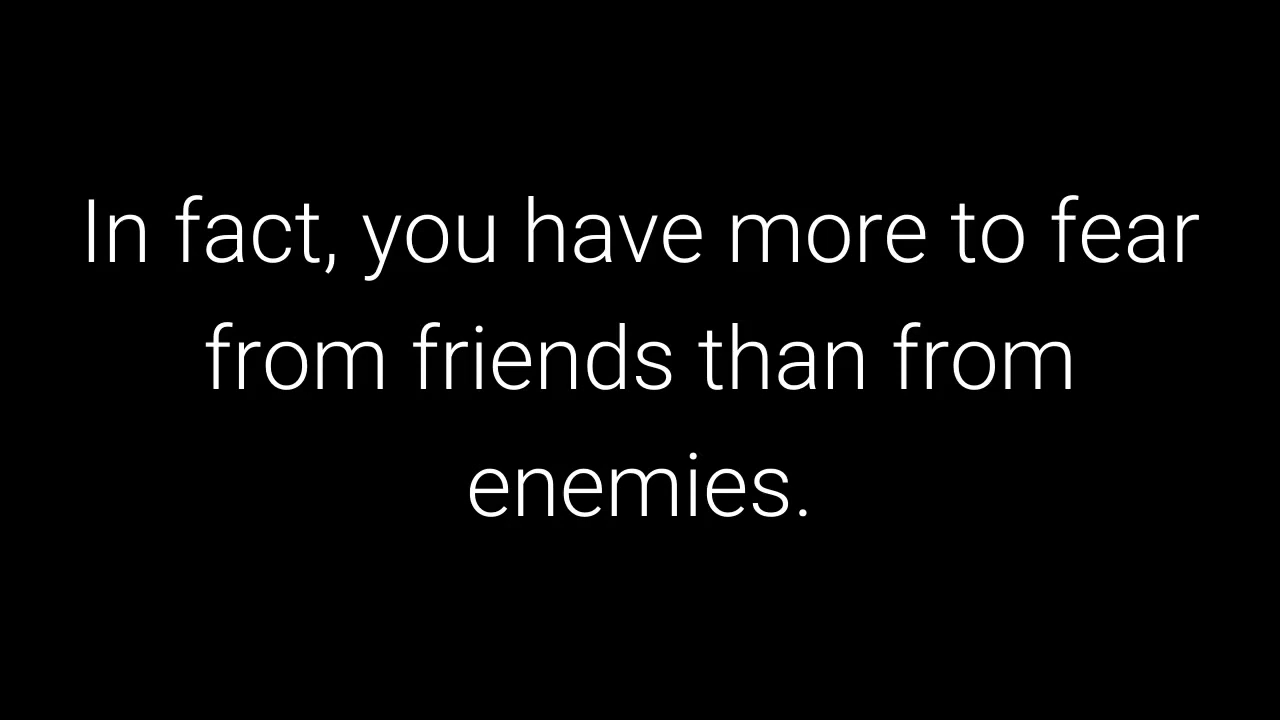 In fact, you have more to fear
from friends than from
enemies.